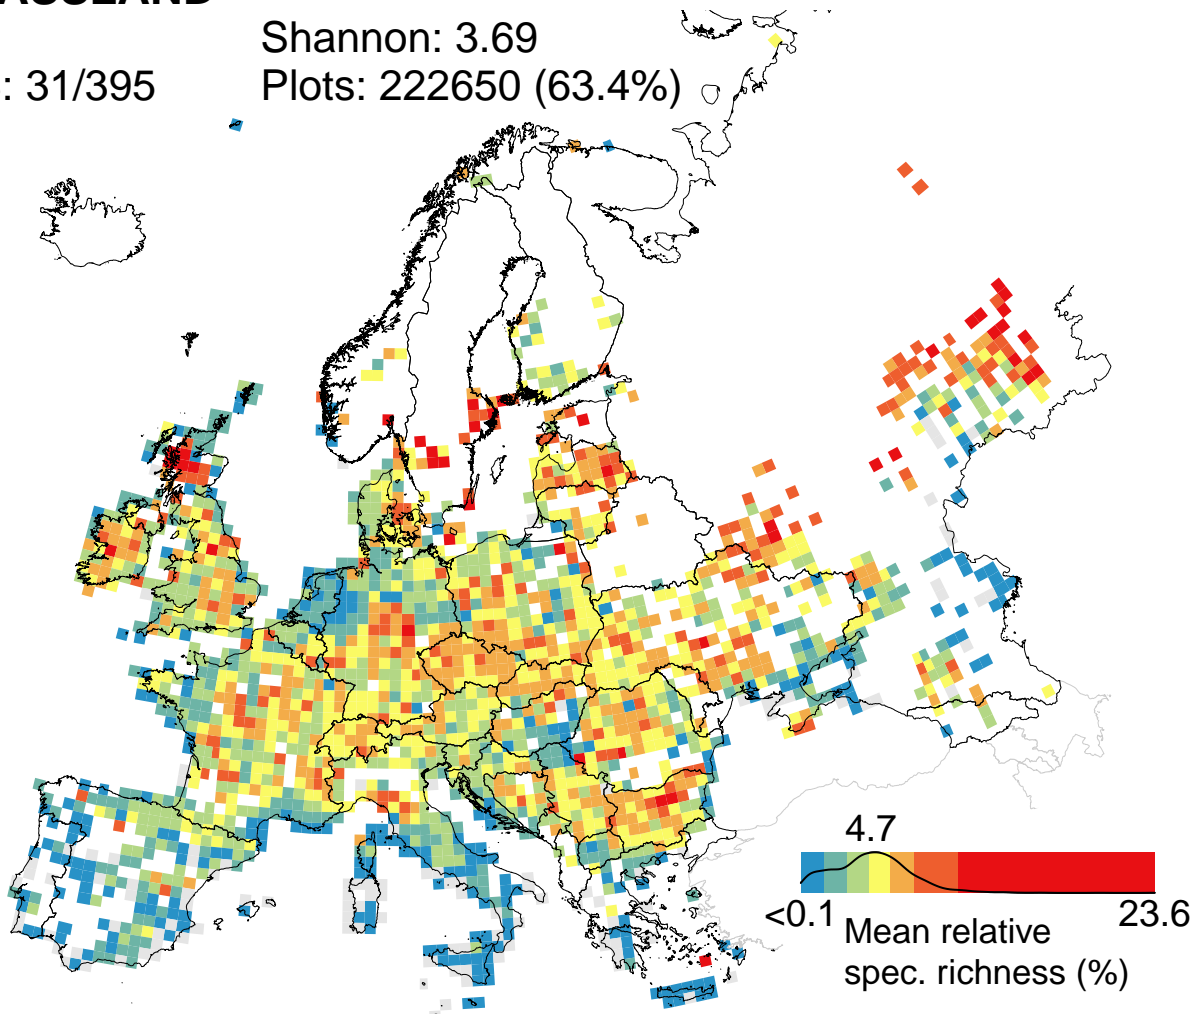 Shannon: 3.69
: 31/395
Plots: 222650 (63.4%)
4.7
<0.1
23.6
Mean relative
spec. richness (%)